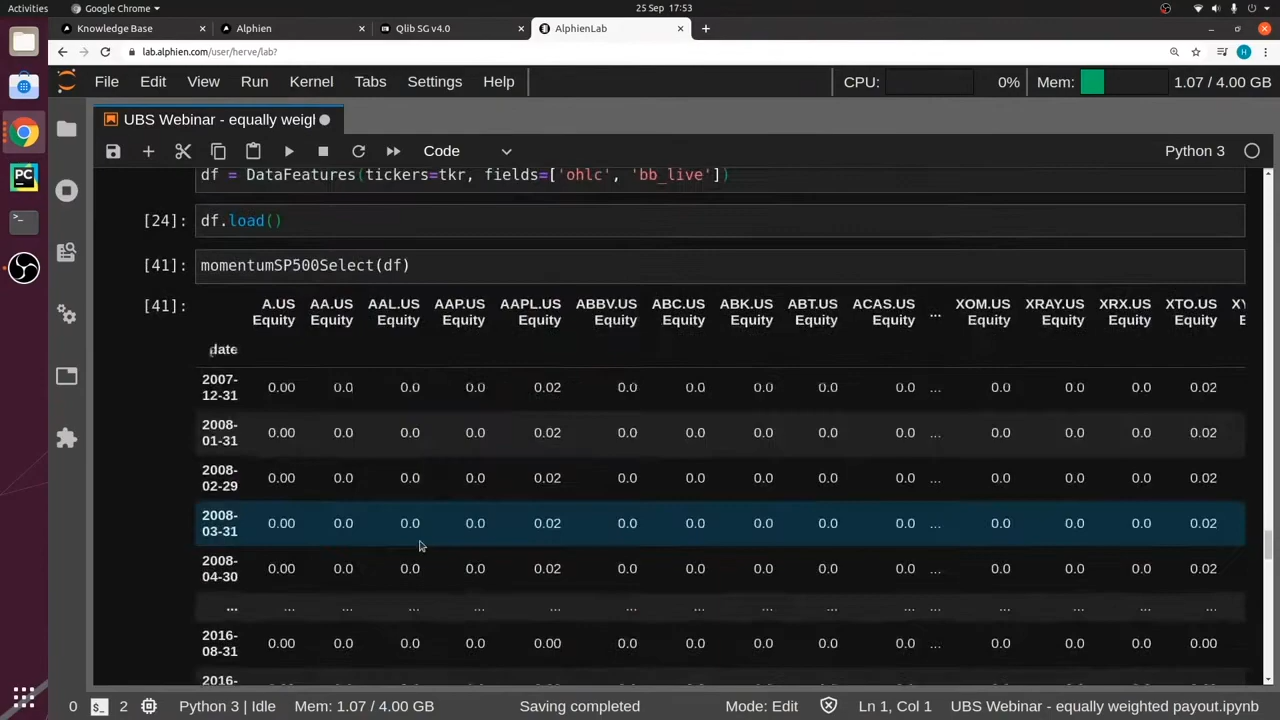 Activities
Google Chrome
25 Sep 17:53
Knowledge Base
Alphien
Qlib SG v4.0
AlphienLab
lab.alphien.com/user/herve/lab?
H
File Edit View Run Kernel Tabs Settings Help
CPU: 0% Mem: 1.07 / 4.00 GB
UBS Webinar - equally weigl
Code
Python 3
df = DataFeatures(tickers=tkr, fields=['ohlc', 'bb_live'])
[24]: df.load()
[41]: momentumSP500Select(df)
[41]: A.US AA.US AAL.US AAP.US AAPL.US ABBV.US ABC.US ABK.US ABT.US ACAS.US ... XOM.US XRAY.US XRX.US XTO.US XY
Equity Equity Equity Equity Equity Equity Equity Equity Equity Equity Equity Equity Equity Equity E
date
2007-12-31 0.00 0.0 0.0 0.0 0.02 0.0 0.0 0.0 0.0 0.0 ... 0.0 0.0 0.0 0.02
2008-01-31 0.00 0.0 0.0 0.0 0.02 0.0 0.0 0.0 0.0 0.0 ... 0.0 0.0 0.0 0.02
2008-02-29 0.00 0.0 0.0 0.0 0.02 0.0 0.0 0.0 0.0 0.0 ... 0.0 0.0 0.0 0.02
2008-03-31 0.00 0.0 0.0 0.0 0.02 0.0 0.0 0.0 0.0 0.0 ... 0.0 0.0 0.0 0.02
2008-04-30 0.00 0.0 0.0 0.0 0.02 0.0 0.0 0.0 0.0 0.0 ... 0.0 0.0 0.0 0.02
... ... ... ... ... ... ... ... ... ... ... ... ... ... ... ...
2016-08-31 0.00 0.0 0.0 0.0 0.00 0.0 0.0 0.0 0.0 0.0 ... 0.0 0.0 0.0 0.00
2016-
0 $_ 2 Python 3 | Idle Mem: 1.07 / 4.00 GB Saving completed Mode: Edit Ln 1, Col 1 UBS Webinar - equally weighted payout.ipynb
PC